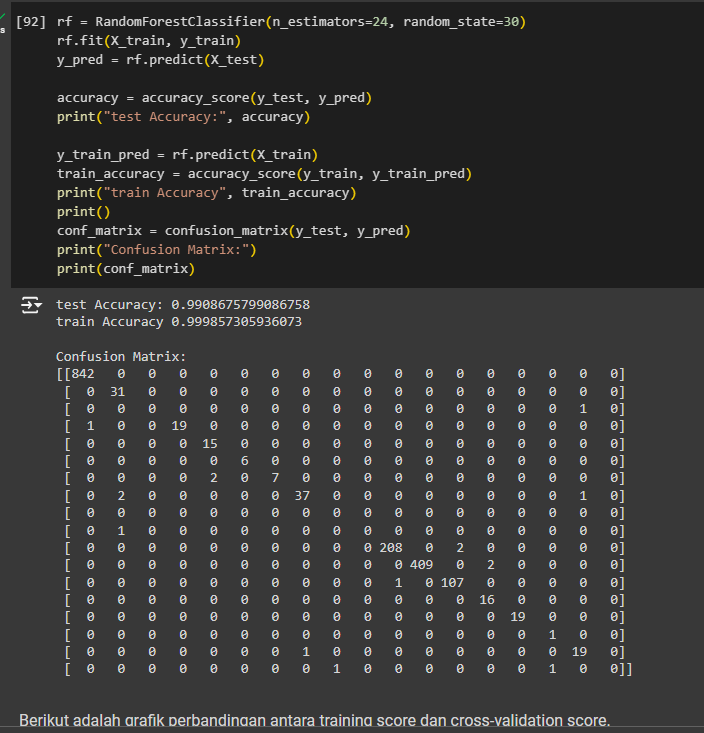 [92] rf = RandomForestClassifier(n_estimators=24, random_state=30)
rf.fit(X_train, y_train)
y_pred = rf.predict(X_test)
accuracy = accuracy_score(y_test, y_pred)
print("test Accuracy:", accuracy)
y_train_pred = rf.predict(X_train)
train_accuracy = accuracy_score(y_train, y_train_pred)
print("train Accuracy", train_accuracy)
print()
conf_matrix = confusion_matrix(y_test, y_pred)
print("Confusion Matrix:")
print(conf_matrix)
test Accuracy: 0.9908675799086758
train Accuracy 0.999857305936073
Confusion Matrix:
[[842 0 0 0 0 0 0 0 0 0 0 0 0 0 0 0 0 0]
[ 0 31 0 0 0 0 0 0 0 0 0 0 0 0 0 0 0 0]
[ 0 0 0 0 0 0 0 0 0 0 0 0 0 0 0 0 1 0]
[ 1 0 0 19 0 0 0 0 0 0 0 0 0 0 0 0 0 0]
[ 0 0 0 0 15 0 0 0 0 0 0 0 0 0 0 0 0 0]
[ 0 0 0 0 0 6 0 0 0 0 0 0 0 0 0 0 0 0]
[ 0 0 0 0 2 0 7 0 0 0 0 0 0 0 0 0 0 0]
[ 0 2 0 0 0 0 0 37 0 0 0 0 0 0 0 0 1 0]
[ 0 0 0 0 0 0 0 0 0 0 0 0 0 0 0 0 0 0]
[ 0 1 0 0 0 0 0 0 0 0 0 0 0 0 0 0 0 0]
[ 0 0 0 0 0 0 0 0 0 0 208 0 2 0 0 0 0 0]
[ 0 0 0 0 0 0 0 0 0 0 0 409 0 2 0 0 0 0]
[ 0 0 0 0 0 0 0 0 0 0 1 0 107 0 0 0 0 0]
[ 0 0 0 0 0 0 0 0 0 0 0 0 0 16 0 0 0 0]
[ 0 0 0 0 0 0 0 0 0 0 0 0 0 0 19 0 0 0]
[ 0 0 0 0 0 0 0 0 0 0 0 0 0 0 0 1 0 0]
[ 0 0 0 0 0 0 0 1 0 0 0 0 0 0 0 0 19 0]
[ 0 0 0 0 0 0 0 0 1 0 0 0 0 0 0 1 0 0]]
Berikut adalah grafik perbandingan antara training score dan cross-validation score.